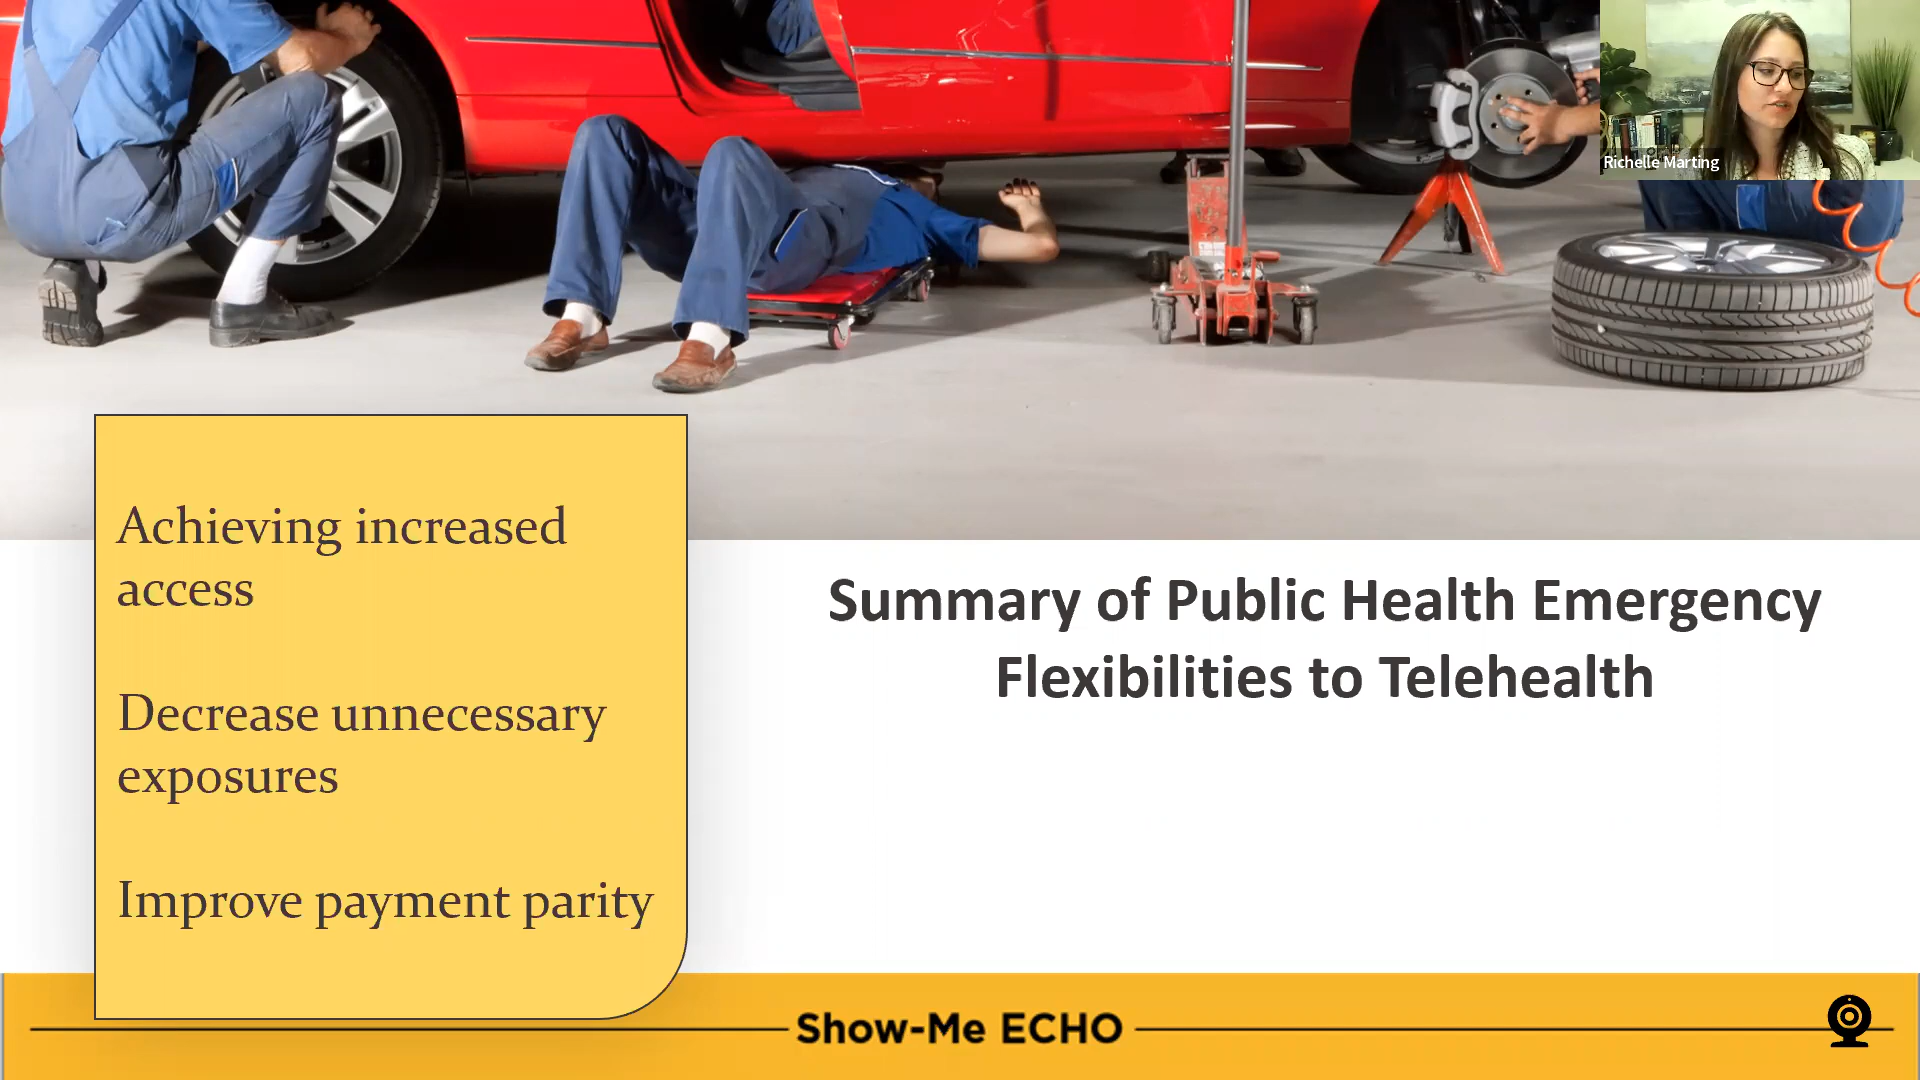 Richelle Marting
Achieving increased
access
Decrease unnecessary
exposures
Improve payment parity
Summary of Public Health Emergency
Flexibilities to Telehealth
Show-Me ECHO